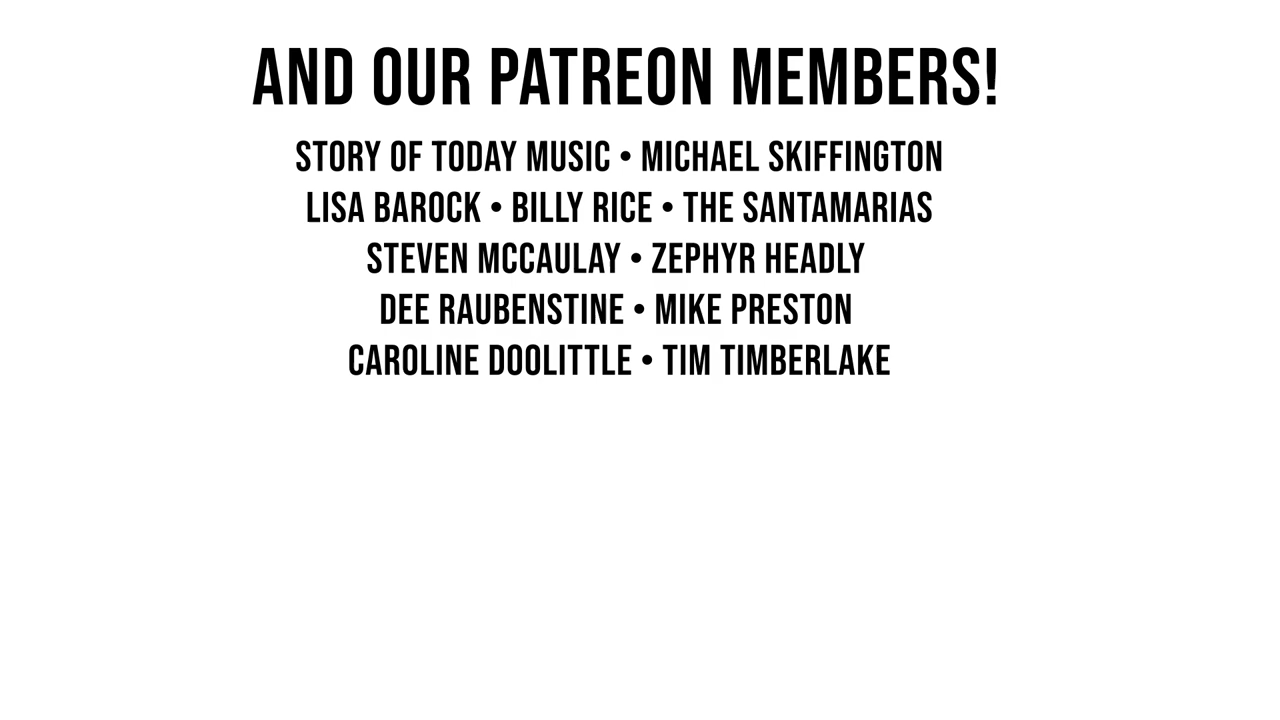 AND OUR PATREON MEMBERS!
STORY OF TODAY MUSIC • MICHAEL SKIFFINGTON
LISA BAROCK • BILLY RICE • THE SANTAMARIAS
STEVEN MCCAULAY • ZEPHYR HEADLY
DEE RAUBENSTINE • MIKE PRESTON
CAROLINE DOOLITTLE • TIM TIMBERLAKE